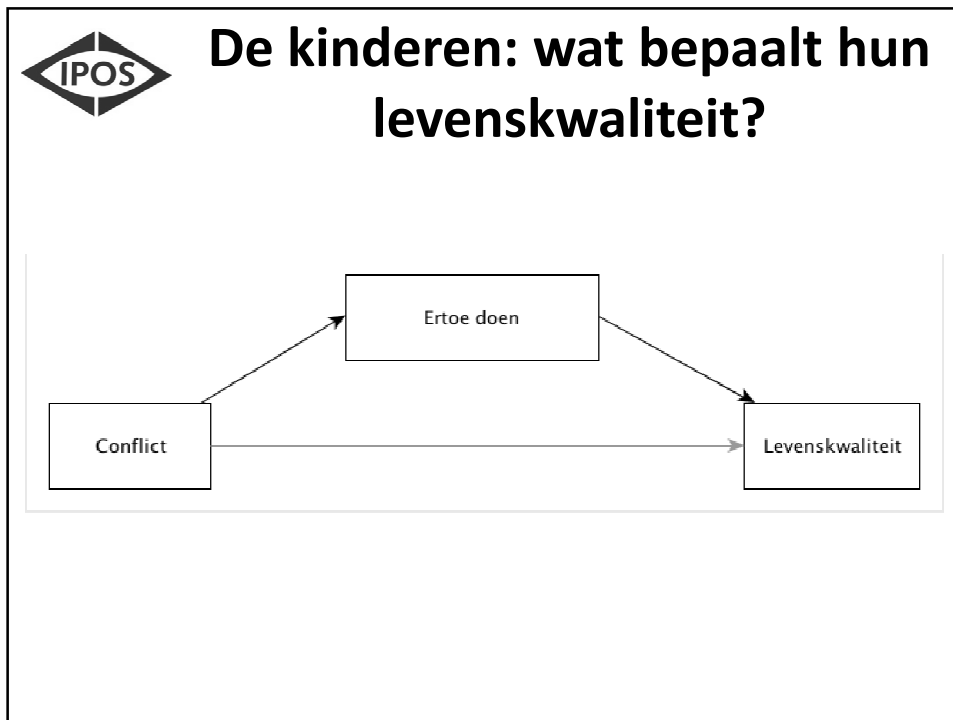 IPOS
De kinderen: wat bepaalt hun
levenskwaliteit?
Ertoe doen
Conflict
Levenskwaliteit